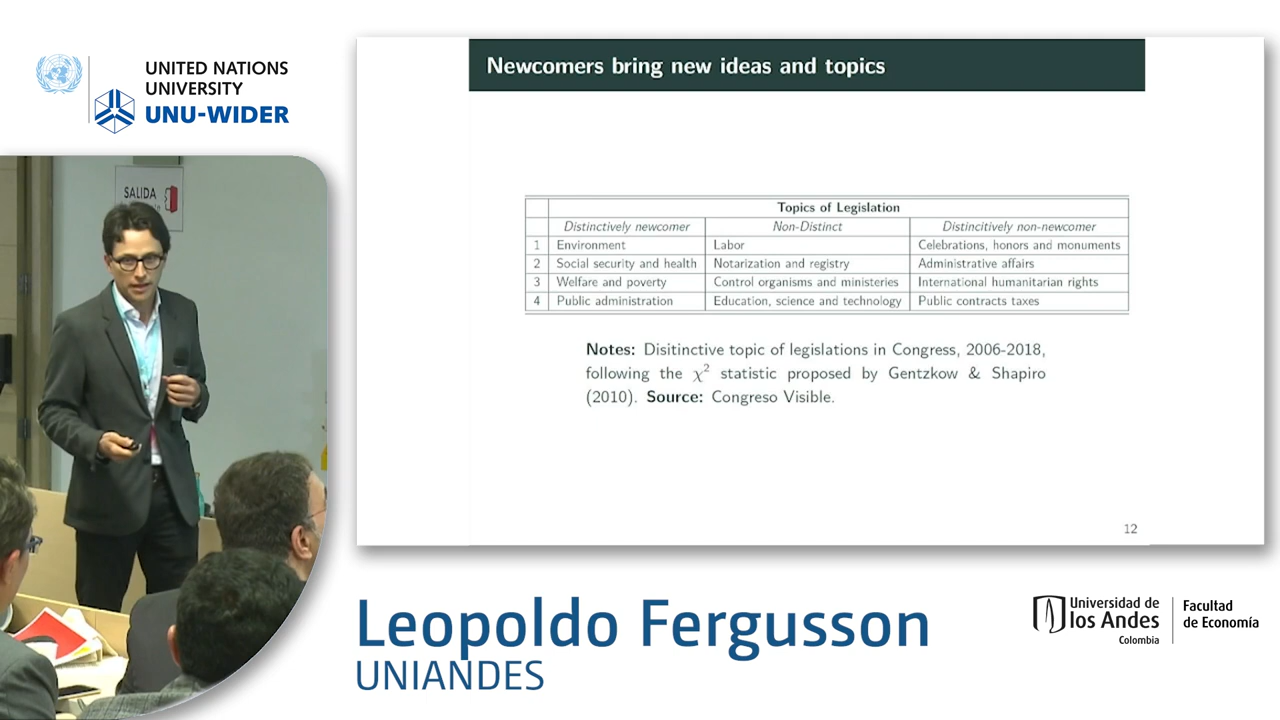 UNITED NATIONS
UNIVERSITY
UNU-WIDER
SALIDA
Newcomers bring new ideas and topics
Topics of Legislation
Distinctively newcomer Non-Distinct Distincitively non-newcomer
1 Environment Labor Celebrations, honors and monuments
2 Social security and health Notarization and registry Administrative affairs
3 Welfare and poverty Control organisms and ministeries International humanitarian rights
4 Public administration Education, science and technology Public contracts taxes
Notes: Disitinctive topic of legislations in Congress, 2006-2018,
following the χ² statistic proposed by Gentzkow & Shapiro
(2010). Source: Congreso Visible.
12
Leopoldo Fergusson
UNIANDES
Universidad de
los Andes
Colombia
Facultad
de Economía